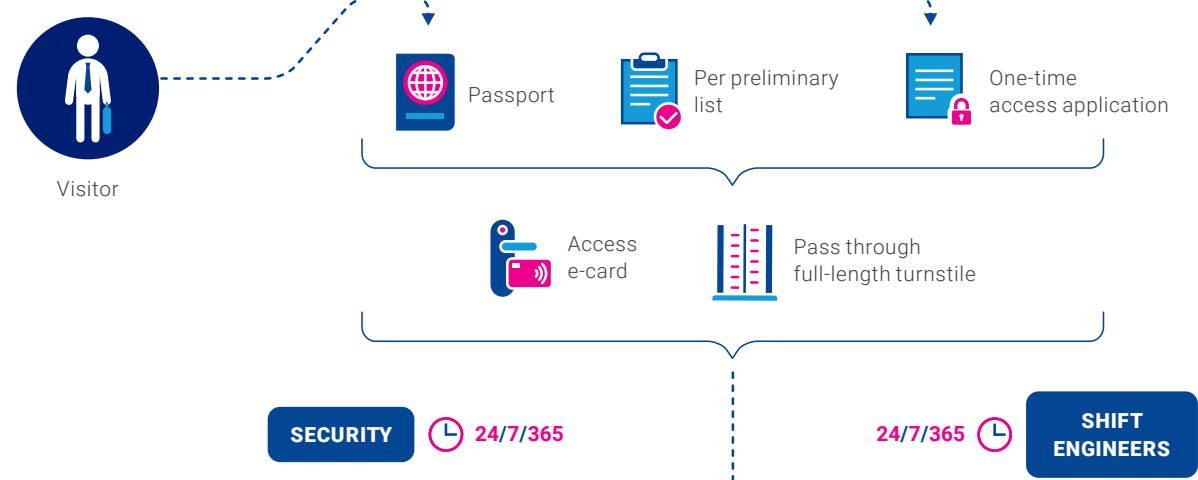 Visitor
Passport
Per preliminary
list
One-time
access application
Access
e-card
Pass through
full-length turnstile
SECURITY
24/7/365
24/7/365
SHIFT
ENGINEERS